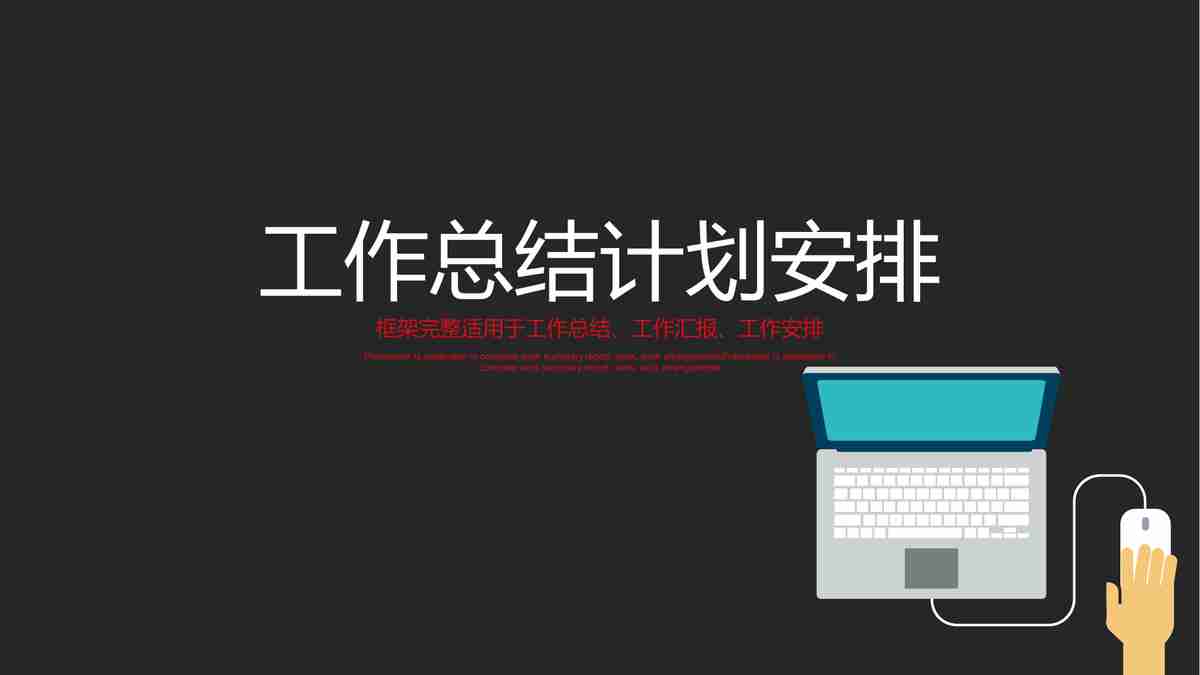 工作总结计划安排
框架完整适用于工作总结、工作汇报、工作安排
Framework is applicable to complete work summary report, work, work arrangementsFramework is applicable to
complete work summary report, work, work arrangements